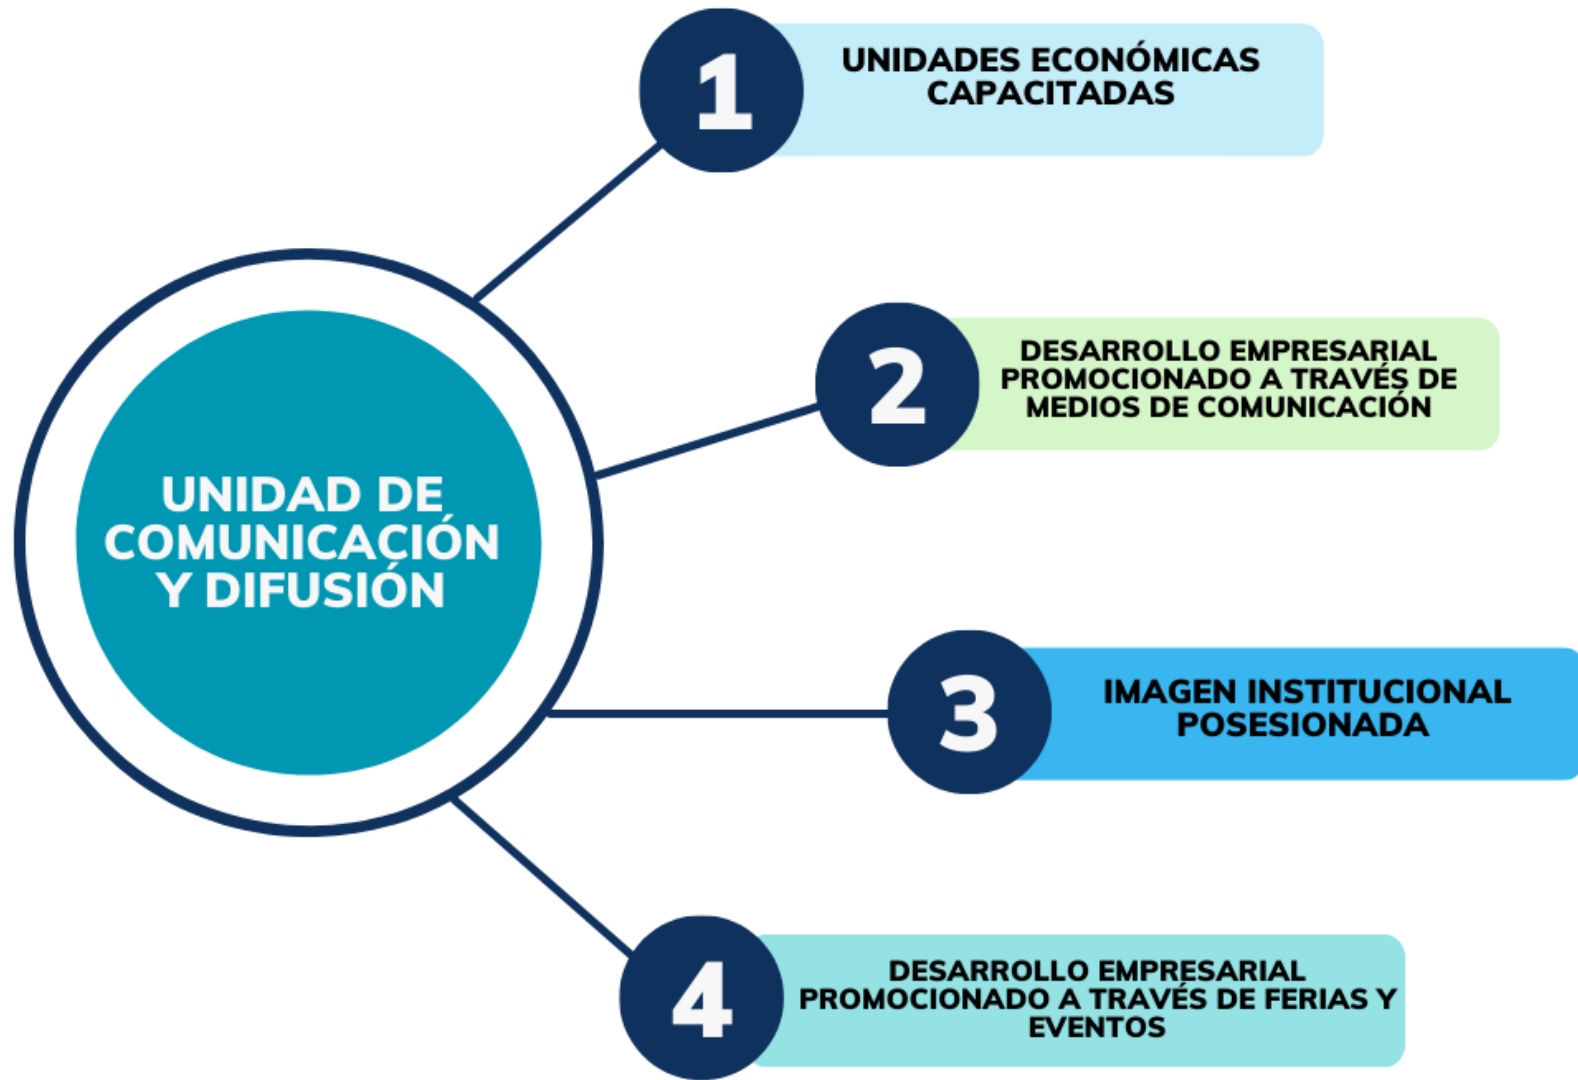 1
UNIDADES ECONÓMICAS
CAPACITADAS
2
DESARROLLO EMPRESARIAL
PROMOCIONADO A TRAVÉS DE
MEDIOS DE COMUNICACIÓN
UNIDAD DE
COMUNICACIÓN
Y DIFUSIÓN
3
IMAGEN INSTITUCIONAL
POSESIONADA
4
DESARROLLO EMPRESARIAL
PROMOCIONADO A TRAVÉS DE FERIAS Y
EVENTOS